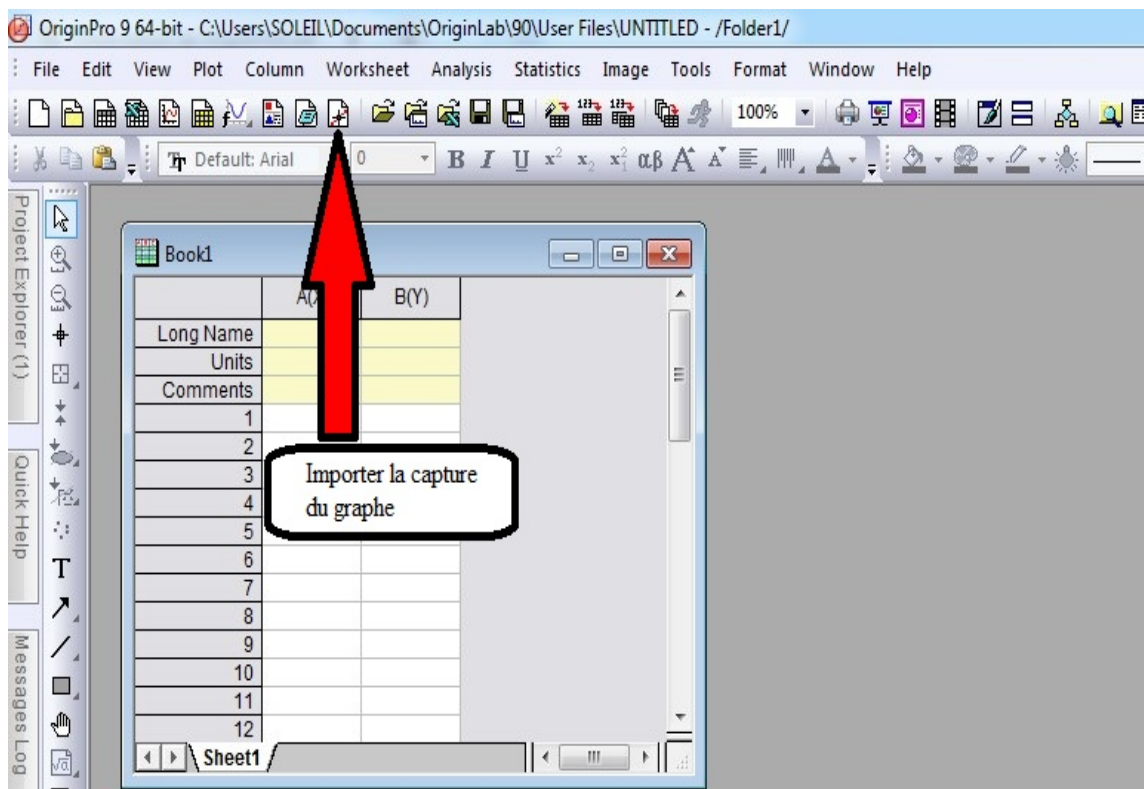 OriginPro 9 64-bit - C:\Users\SOLEIL\Documents\OriginLab\90\User Files\UNTITLED - /Folder1/
File Edit View Plot Column Worksheet Analysis Statistics Image Tools Format Window Help
100%
Default: Arial 0 B I U x² x₂ αβ A A A
Project Explorer (1)
Quick Help
Messages Log
T
Book1
B(Y)
Long Name
Units
Comments
1
2
3
4
5
6
7
8
9
10
11
12
Importer la capture
du graphe
Sheet1